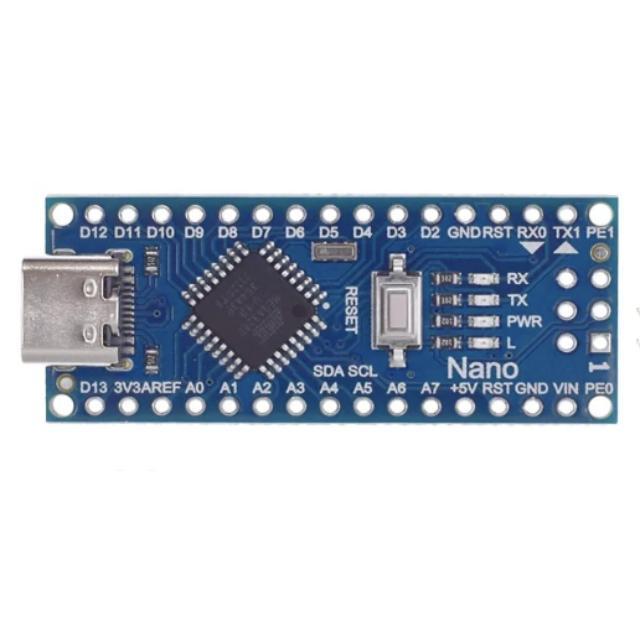 D12 D11 D10 D9 D8 D7 D6 D5 D4 D3 D2 GND RST RX0 TX1 PE1
RESET
RX
TX
PWR
L
Nano
1
SDA SCL
D13 3V3 AREF A0 A1 A2 A3 A4 A5 A6 A7 +5V RST GND VIN PE0